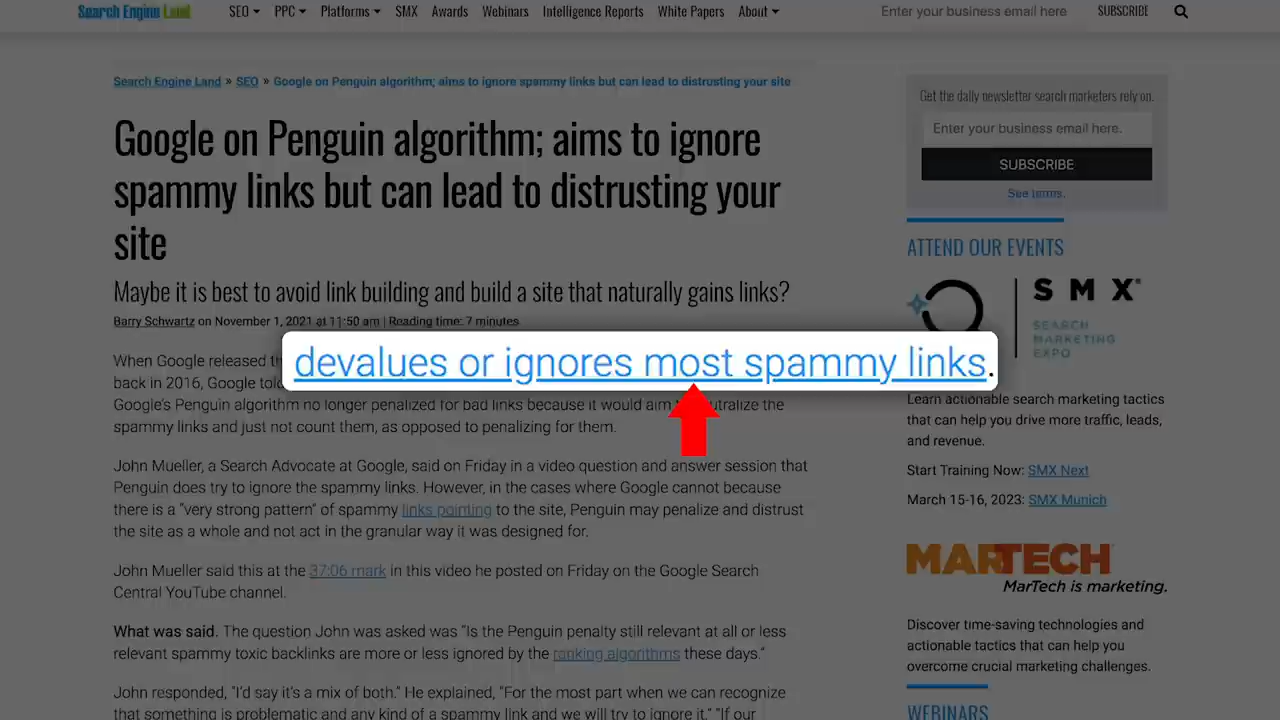 Search Engine Land
SEO PPC Platforms SMX Awards Webinars Intelligence Reports White Papers About Enter your business email here SUBSCRIBE
Search Engine Land » SEO » Google on Penguin algorithm; aims to ignore spammy links but can lead to distrusting your site
Google on Penguin algorithm; aims to ignore
spammy links but can lead to distrusting your
site
Maybe it is best to avoid link building and build a site that naturally gains links?
Barry Schwartz on November 1, 2021 at 11:50 am | Reading time: 7 minutes
When Google released
devalues or ignores most spammy links.
back in 2016, Google
Google's Penguin algorithm no longer penalized for bad links because it would aim the
spammy links and just not count them, as opposed to penalizing for them.
John Mueller, a Search Advocate at Google, said on Friday in a video question and answer session that
Penguin does try to ignore the spammy links. However, in the cases where Google cannot because
there is a "very strong pattern" of spammy links pointing to the site, Penguin may penalize and distrust
the site as a whole and not act in the granular way it was designed for.
John Mueller said this at the 37:06 mark in this video he posted on Friday on the Google Search
Central YouTube channel.
What was said. The question John was asked was "Is the Penguin penalty still relevant at all or less
relevant spammy toxic backlinks are more or less ignored by the ranking algorithms these days."
John responded, "I'd say it's a mix of both." He explained, "For the most part when we can recognize
that something is problematic and any kind of a spammy link and we will try to ignore it." "If our
Get the daily newsletter search marketers rely on.
Enter your business email here.
SUBSCRIBE
See terms.
ATTEND OUR EVENTS
SMX
SEARCH
MARKETING
EXPO
Learn actionable search marketing tactics
that can help you drive more traffic, leads,
and revenue.
Start Training Now: SMX Next
March 15-16, 2023: SMX Munich
MARTECH
MarTech is marketing.
Discover time-saving technologies and
actionable tactics that can help you
overcome crucial marketing challenges.
WEBINARS